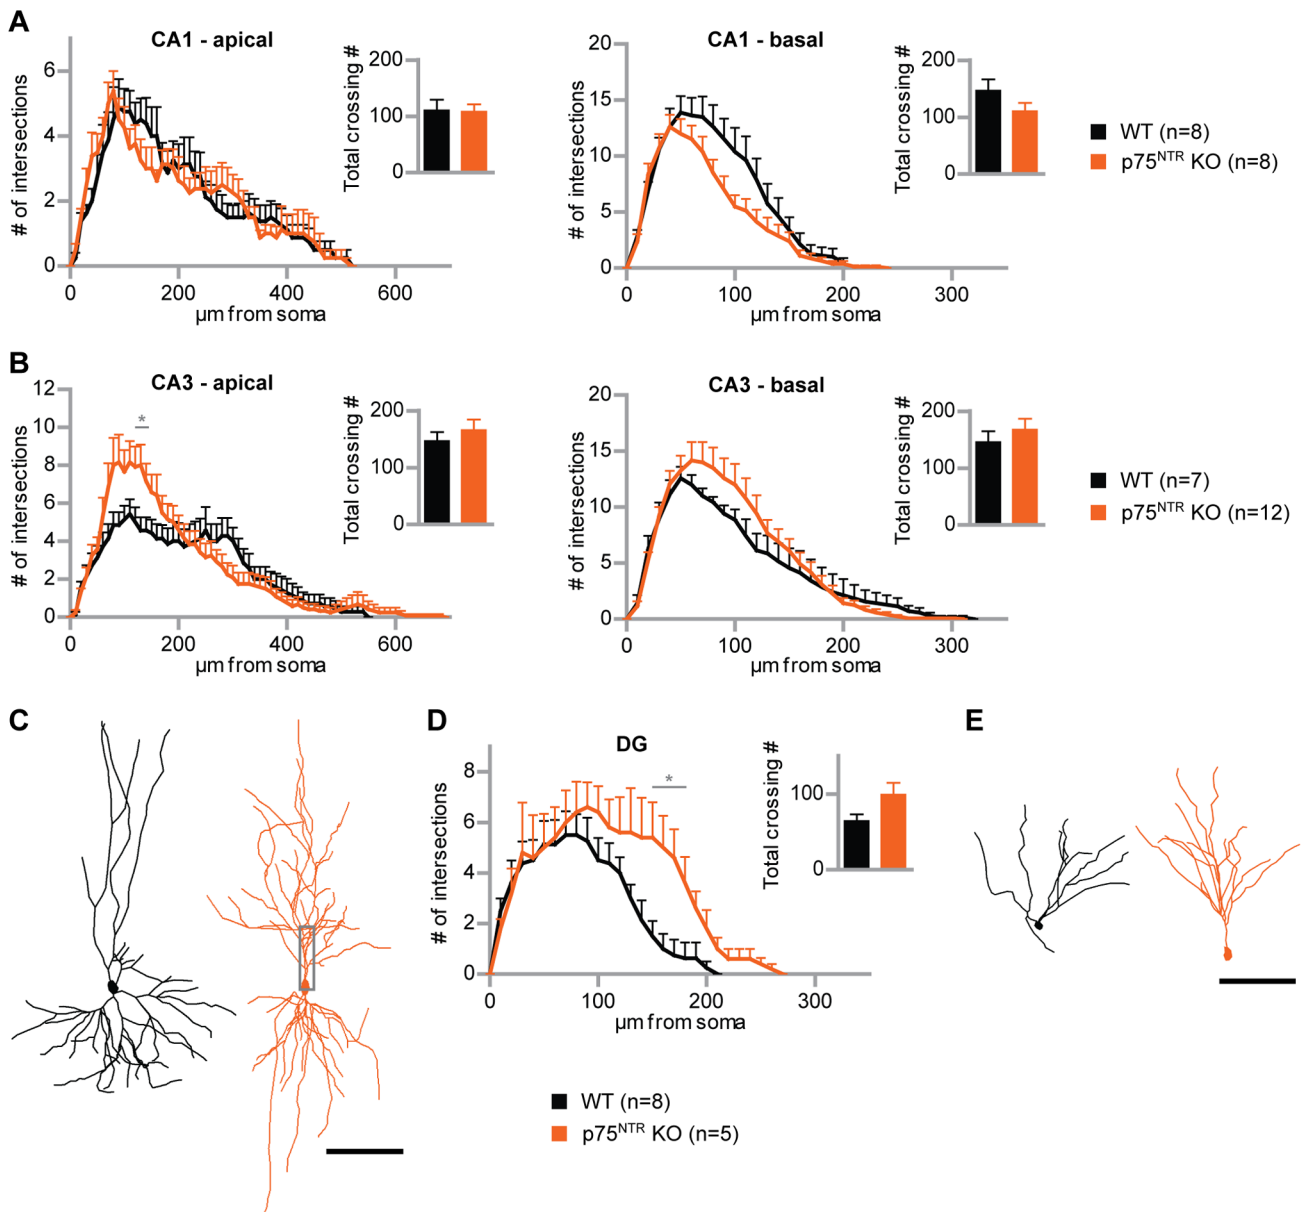 A
CA1 - apical
# of intersections
6
4
2
0
0 200 400 600
µm from soma
Total crossing #
200
100
0
CA1 - basal
# of intersections
20
15
10
5
0
0 100 200 300
µm from soma
Total crossing #
200
100
0
WT (n=8)
p75NTR KO (n=8)
B
CA3 - apical
# of intersections
12
10
8
6
4
2
0
*
0 200 400 600
µm from soma
Total crossing #
200
100
0
CA3 - basal
# of intersections
20
15
10
5
0
0 100 200 300
µm from soma
Total crossing #
200
100
0
WT (n=7)
p75NTR KO (n=12)
C
D
DG
# of intersections
8
6
4
2
0
*
0 100 200 300
µm from soma
Total crossing #
100
0
WT (n=8)
p75NTR KO (n=5)
E